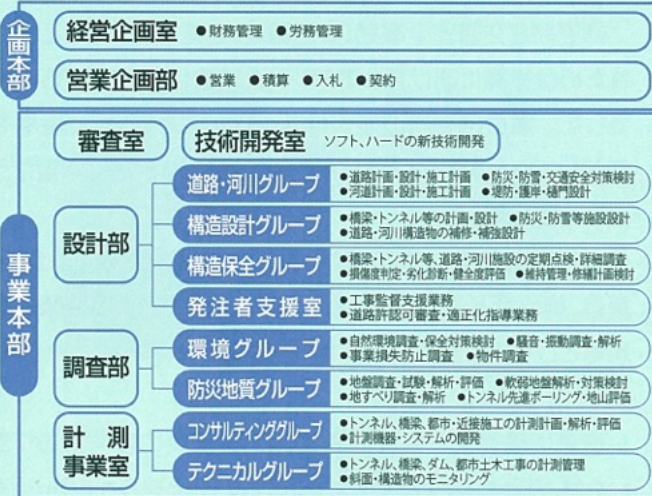 企画本部
経営企画室 ●財務管理 ●労務管理
営業企画部 ●営業 ●積算 ●入札 ●契約
事業本部
審査室
技術開発室 ソフト、ハードの新技術開発
設計部
道路・河川グループ
●道路計画・設計・施工計画 ●防災・防雪・交通安全対策検討
●河道計画・設計・施工計画 ●堤防・護岸・樋門設計
構造設計グループ
●橋梁・トンネル等の計画・設計 ●防災・防雪等施設設計
●道路・河川構造物の補修・補強設計
構造保全グループ
●橋梁・トンネル等、道路・河川施設の定期点検・詳細調査
●損傷度判定・劣化診断・健全度評価 ●維持管理・修繕計画検討
発注者支援室
●工事監督支援業務
●道路許認可審査・適正化指導業務
調査部
環境グループ
●自然環境調査・保全対策検討 ●騒音・振動調査・解析
●事業損失防止調査 ●物件調査
防災地質グループ
●地盤調査・試験・解析・評価 ●軟弱地盤解析・対策検討
●地すべり調査・解析 ●トンネル先進ボーリング・地山評価
計測
事業室
コンサルティンググループ
●トンネル、橋梁、都市・近接施工の計測計画・解析・評価
●計測機器・システムの開発
テクニカルグループ
●トンネル、橋梁、ダム、都市土木工事の計測管理
●斜面・構造物のモニタリング